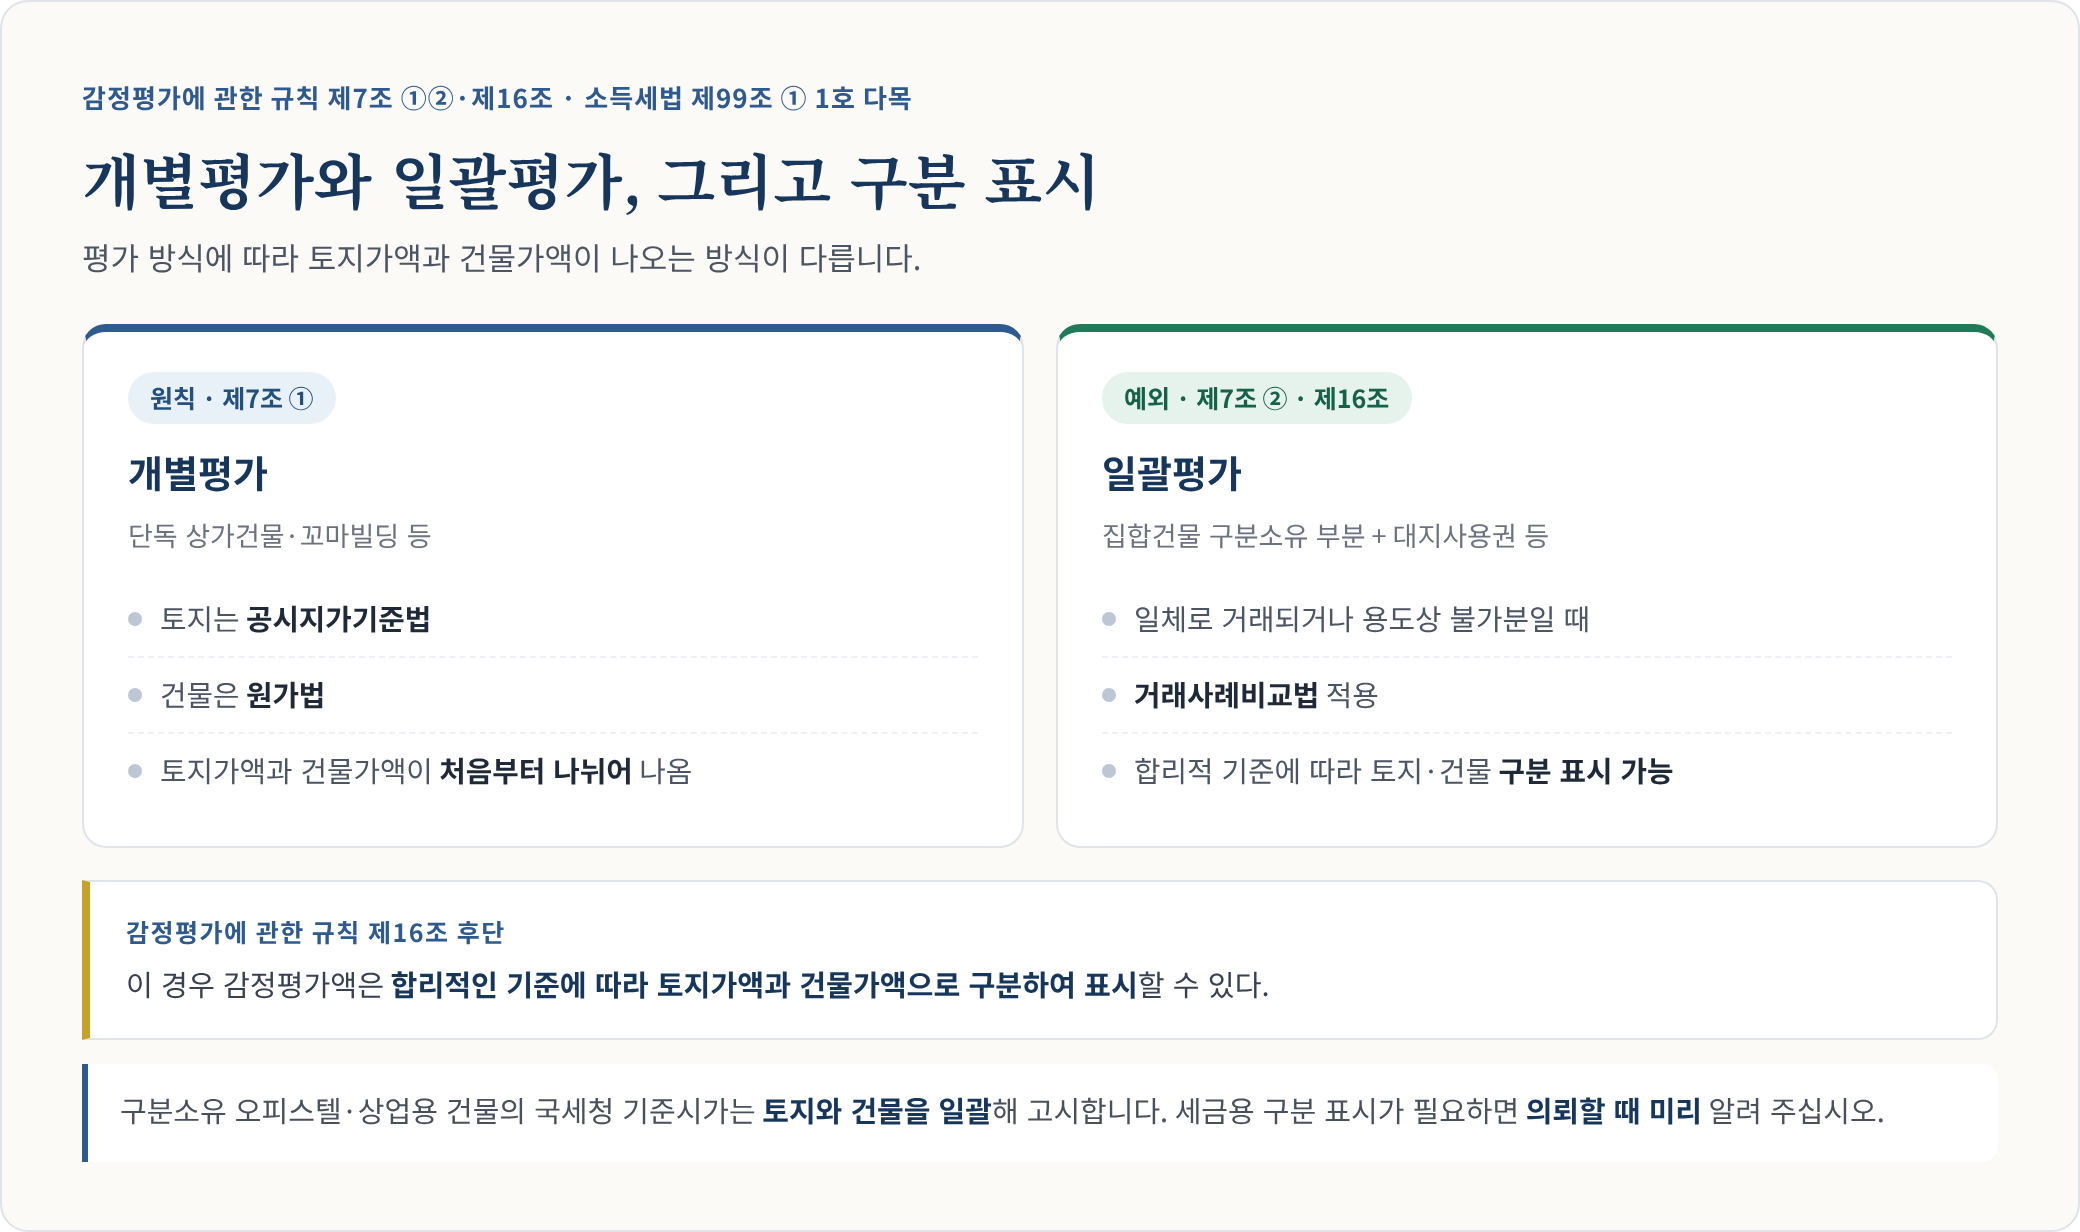 감정평가에 관한 규칙 제7조 ①②·제16조 · 소득세법 제99조 ① 1호 다목
개별평가와 일괄평가, 그리고 구분 표시
평가 방식에 따라 토지가액과 건물가액이 나오는 방식이 다릅니다.
원칙 · 제7조 ①
개별평가
단독 상가건물·꼬마빌딩 등
토지는 공시지가기준법
건물은 원가법
토지가액과 건물가액이 처음부터 나뉘어 나옴
예외 · 제7조 ② · 제16조
일괄평가
집합건물 구분소유 부분 + 대지사용권 등
일체로 거래되거나 용도상 불가분일 때
거래사례비교법 적용
합리적 기준에 따라 토지·건물 구분 표시 가능
감정평가에 관한 규칙 제16조 후단
이 경우 감정평가액은 합리적인 기준에 따라 토지가액과 건물가액으로 구분하여 표시할 수 있다.
구분소유 오피스텔·상업용 건물의 국세청 기준시가는 토지와 건물을 일괄해 고시합니다. 세금용 구분 표시가 필요하면 의뢰할 때 미리 알려 주십시오.